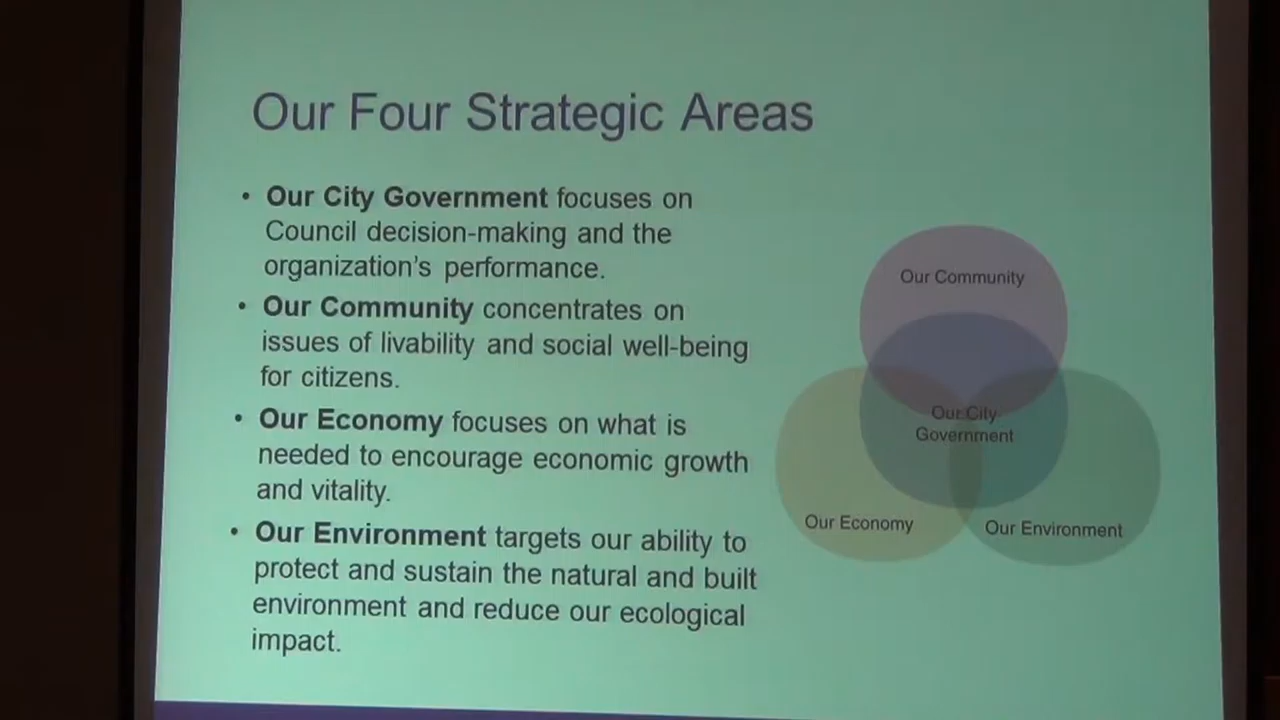 Our Four Strategic Areas
• Our City Government focuses on
Council decision-making and the
organization's performance.
• Our Community concentrates on
issues of livability and social well-being
for citizens.
• Our Economy focuses on what is
needed to encourage economic growth
and vitality.
• Our Environment targets our ability to
protect and sustain the natural and built
environment and reduce our ecological
impact.
Our Community
Our City
Government
Our Economy
Our Environment